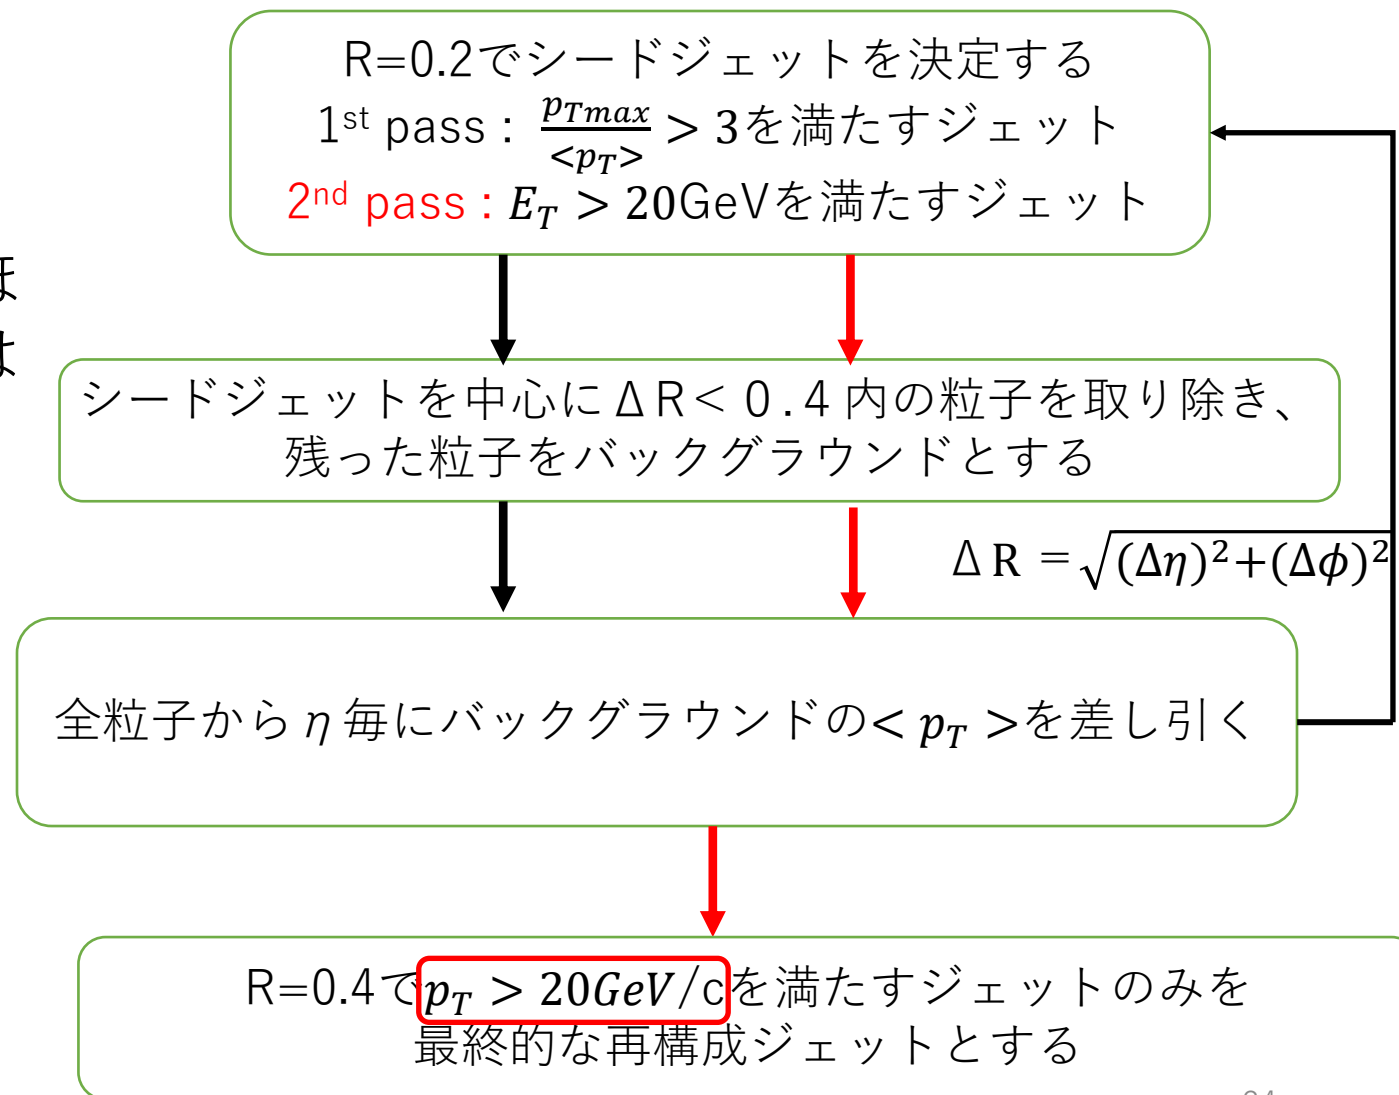 R=0.2でシードジェットを決定する
1st pass : p_Tmax/<p_T> > 3を満たすジェット
2nd pass : E_T > 20GeVを満たすジェット
シードジェットを中心にΔR<０.４内の粒子を取り除き、
残った粒子をバックグラウンドとする
ΔR = √(Δη)²+(Δϕ)²
全粒子からη毎にバックグラウンドの< p_T >を差し引く
R=0.4でp_T > 20GeV/cを満たすジェットのみを
最終的な再構成ジェットとする